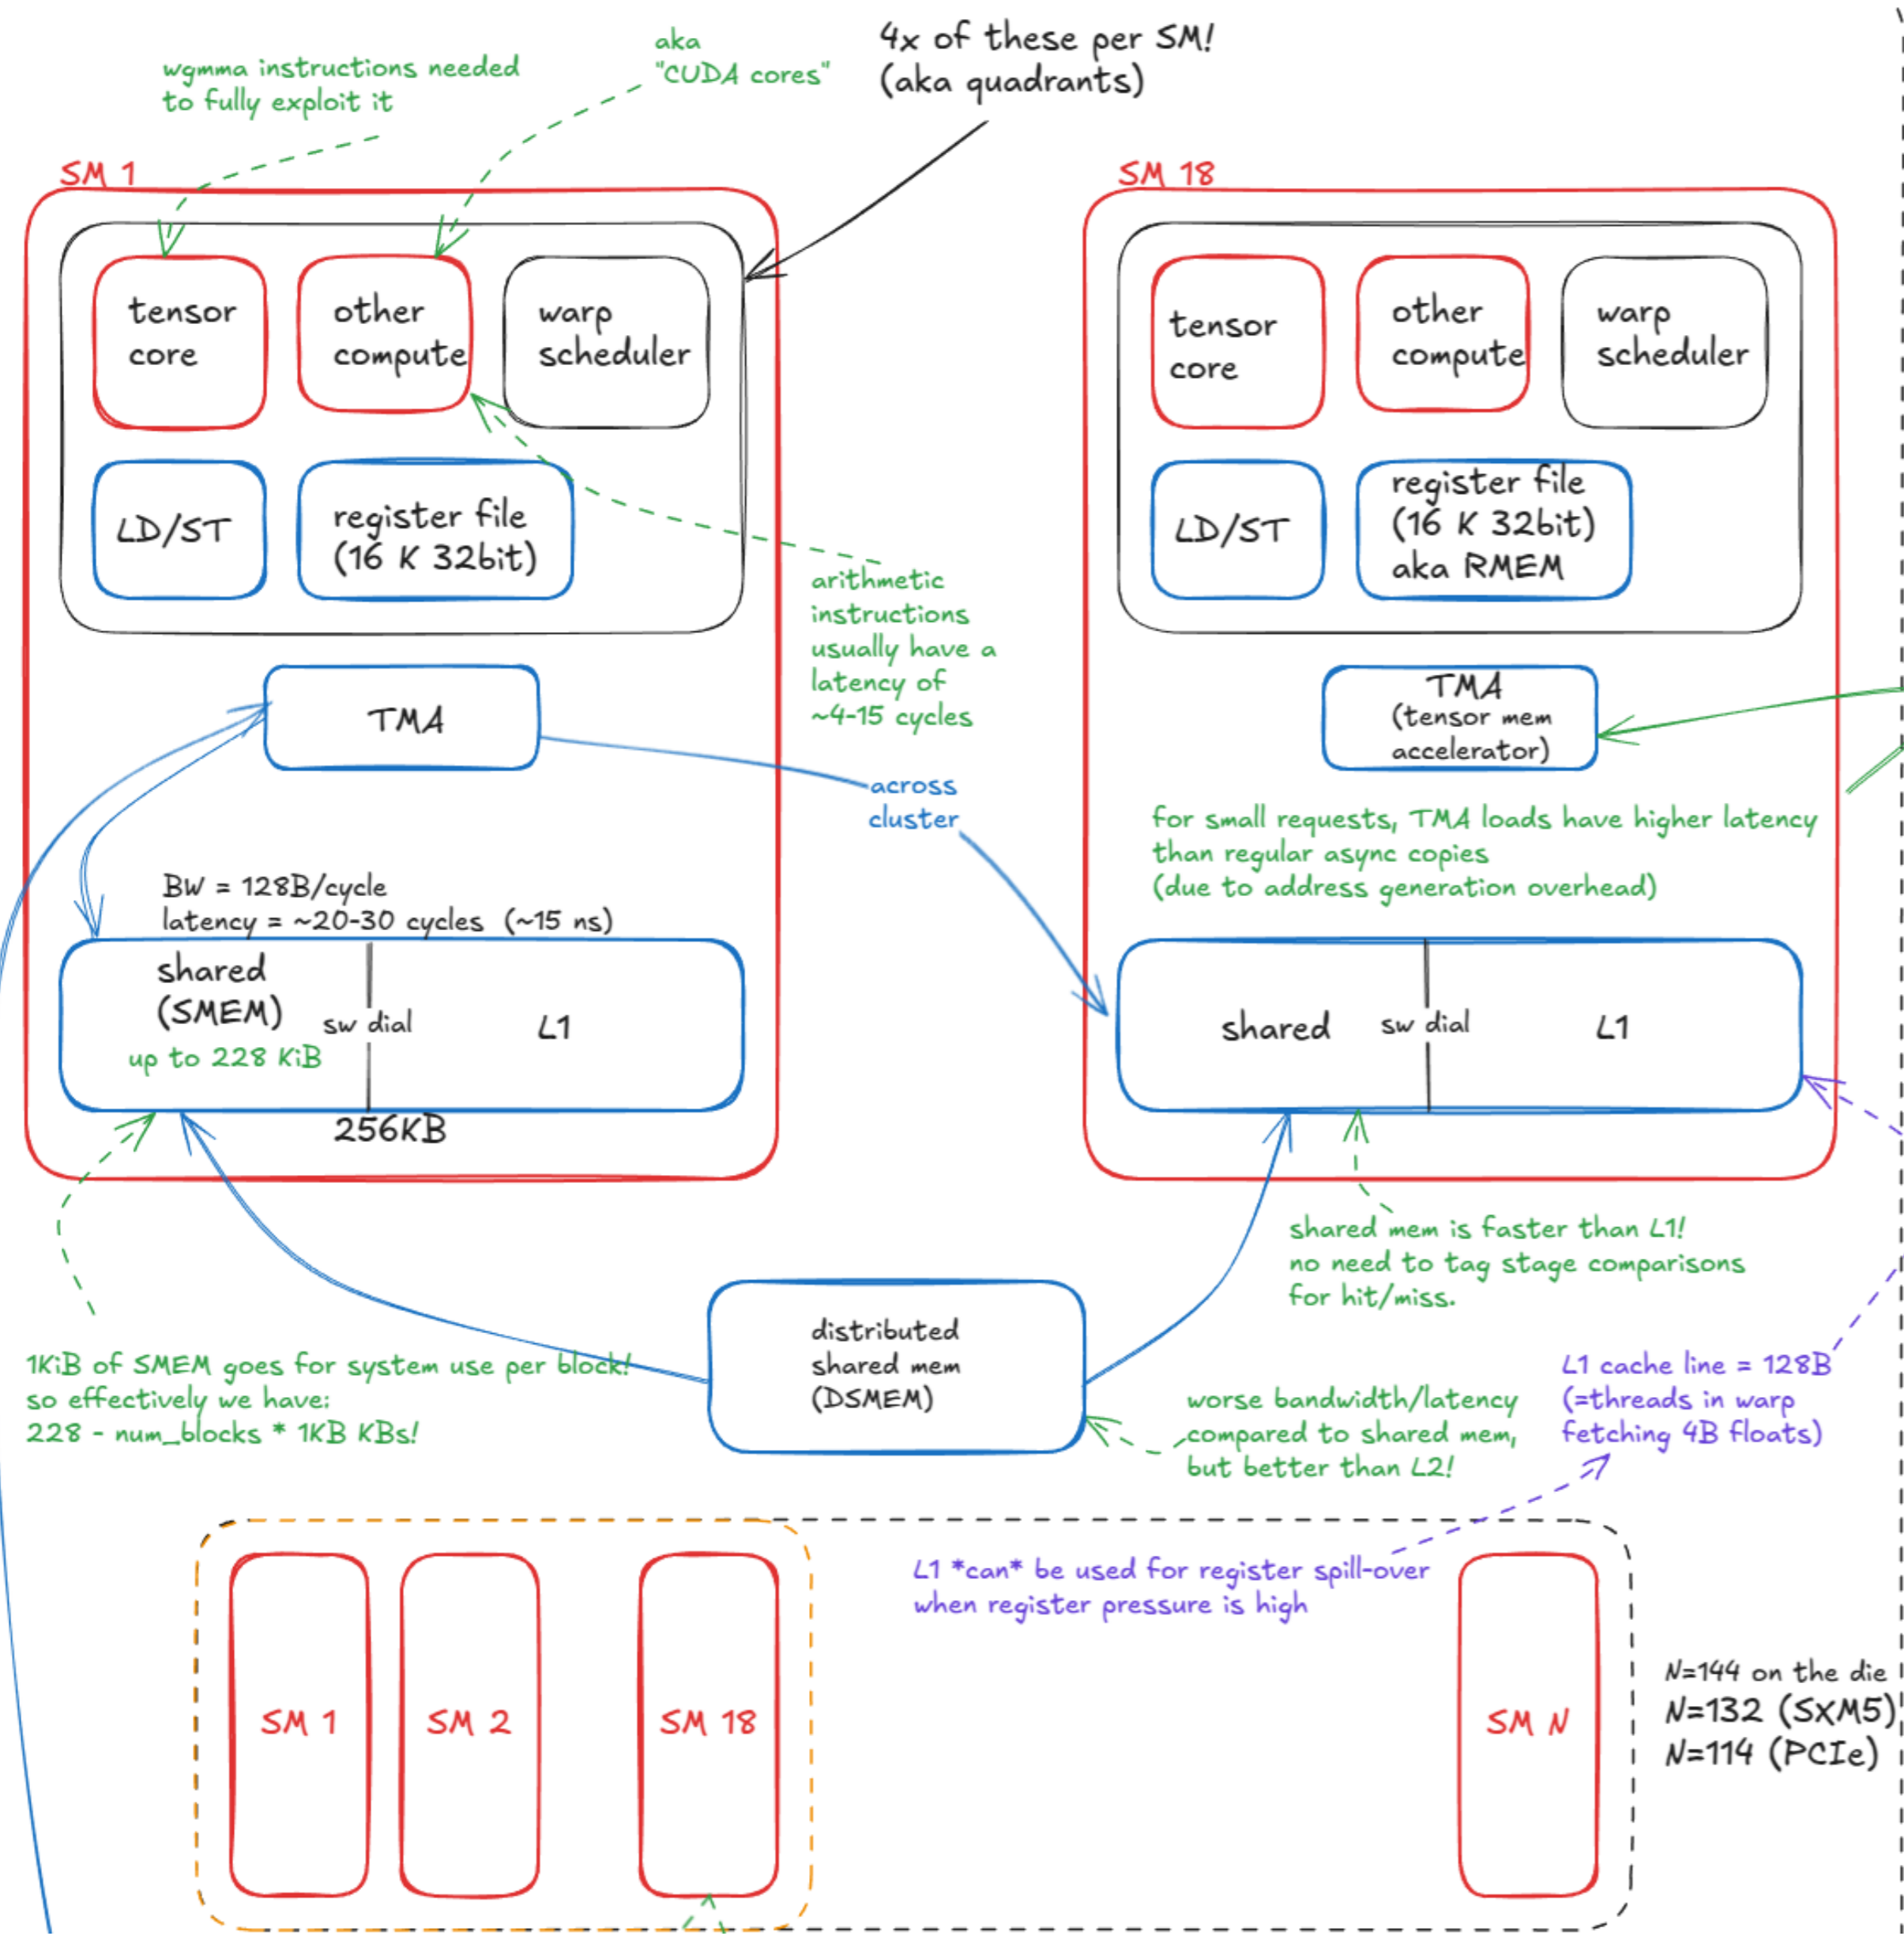 wgmma instructions needed
to fully exploit it
aka
"CUDA cores"
4x of these per SM!
(aka quadrants)
SM 1
tensor
core
other
compute
warp
scheduler
LD/ST
register file
(16 K 32bit)
arithmetic
instructions
usually have a
latency of
~4-15 cycles
TMA
across
cluster
BW = 128B/cycle
latency = ~20-30 cycles (~15 ns)
shared
(SMEM)
up to 228 KiB
sw dial
L1
256KB
SM 18
tensor
core
other
compute
warp
scheduler
LD/ST
register file
(16 K 32bit)
aka RMEM
TMA
(tensor mem
accelerator)
for small requests, TMA loads have higher latency
than regular async copies
(due to address generation overhead)
shared
sw dial
L1
shared mem is faster than L1!
no need to tag stage comparisons
for hit/miss.
1KiB of SMEM goes for system use per block!
so effectively we have:
228 - num_blocks * 1KB KBs!
distributed
shared mem
(DSMEM)
worse bandwidth/latency
compared to shared mem,
but better than L2!
L1 cache line = 128B
(=threads in warp
fetching 4B floats)
L1 *can* be used for register spill-over
when register pressure is high
SM 1
SM 2
SM 18
SM N
N=144 on the die
N=132 (SXM5)
N=114 (PCIe)